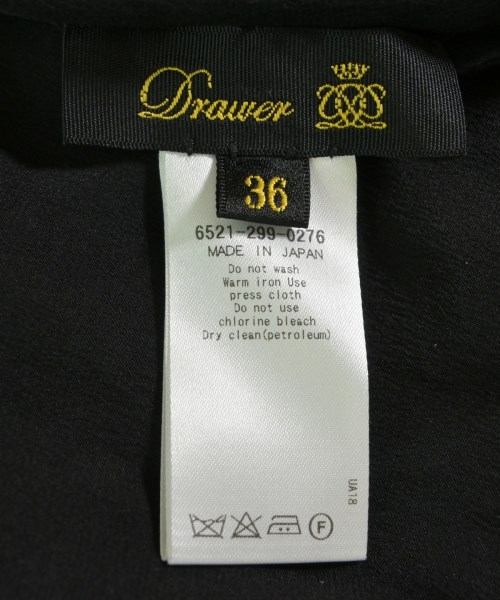 Drawer
36
6521-299-0276
MADE IN JAPAN
Do not wash
Warm iron Use
press cloth
Do not use
chlorine bleach
Dry clean(petroleum)
UA18
F